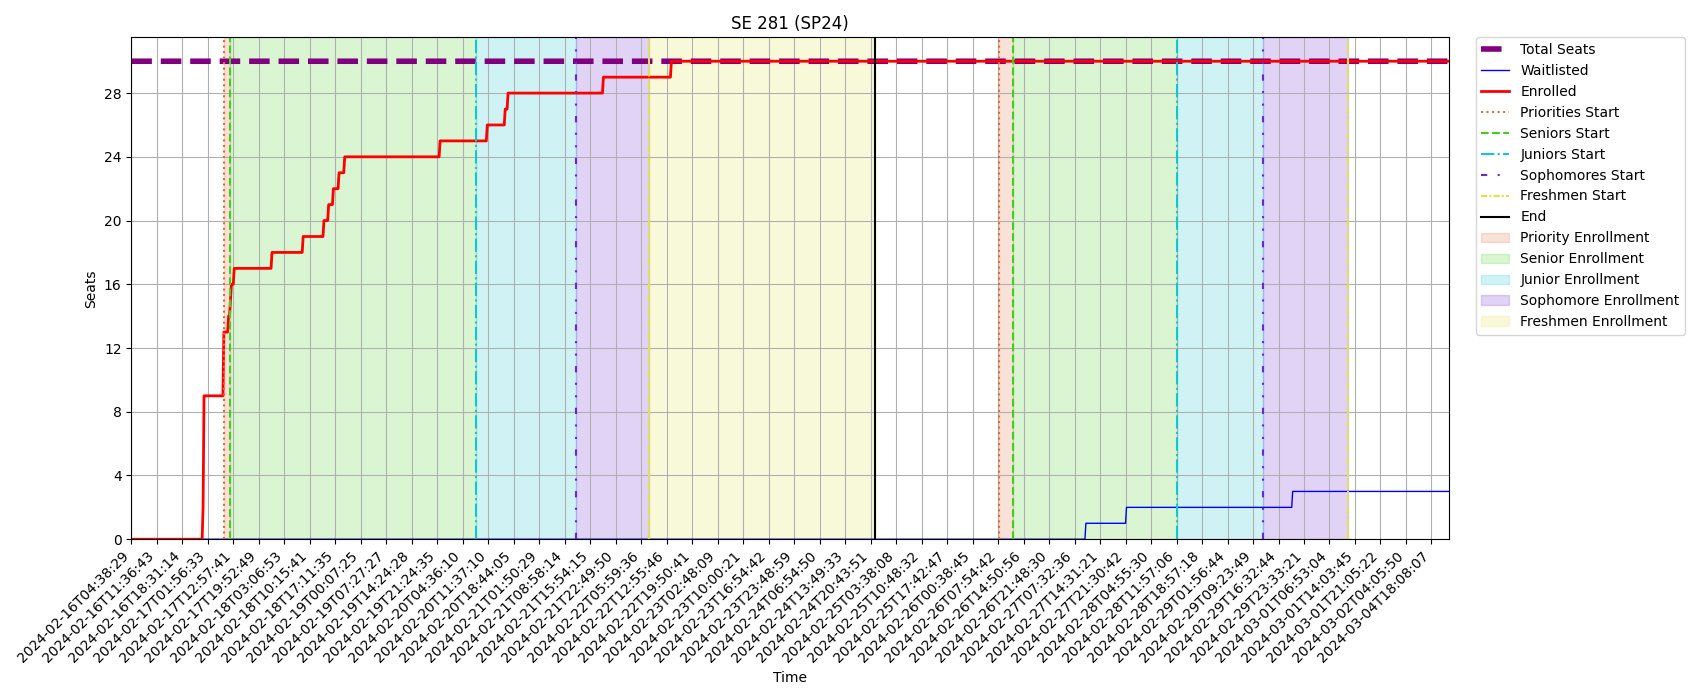 SE 281 (SP24)
Seats
28
24
20
16
12
8
4
0
2024-02-16T04:38:29
2024-02-16T11:36:43
2024-02-16T18:31:14
2024-02-17T01:56:33
2024-02-17T12:57:41
2024-02-17T19:52:49
2024-02-18T03:06:53
2024-02-18T10:15:41
2024-02-18T17:11:35
2024-02-19T00:07:25
2024-02-19T07:27:27
2024-02-19T14:24:28
2024-02-19T21:24:35
2024-02-20T04:36:10
2024-02-20T11:37:10
2024-02-20T18:44:05
2024-02-21T01:50:29
2024-02-21T08:58:14
2024-02-21T15:54:15
2024-02-21T22:49:50
2024-02-22T05:59:36
2024-02-22T12:55:46
2024-02-22T19:50:41
2024-02-23T02:48:09
2024-02-23T10:00:21
2024-02-23T16:54:42
2024-02-23T23:48:59
2024-02-24T06:54:50
2024-02-24T13:49:33
2024-02-24T20:43:51
2024-02-25T03:38:08
2024-02-25T10:48:32
2024-02-25T17:42:47
2024-02-26T00:38:45
2024-02-26T07:54:42
2024-02-26T14:50:56
2024-02-26T21:48:30
2024-02-27T07:32:36
2024-02-27T14:31:21
2024-02-27T21:30:42
2024-02-28T04:55:30
2024-02-28T11:57:06
2024-02-28T18:57:18
2024-02-29T01:56:44
2024-02-29T09:23:49
2024-02-29T16:32:44
2024-02-29T23:33:21
2024-03-01T06:53:04
2024-03-01T14:03:45
2024-03-01T21:05:22
2024-03-02T04:05:50
2024-03-04T18:08:07
Time
Total Seats
Waitlisted
Enrolled
Priorities Start
Seniors Start
Juniors Start
Sophomores Start
Freshmen Start
End
Priority Enrollment
Senior Enrollment
Junior Enrollment
Sophomore Enrollment
Freshmen Enrollment